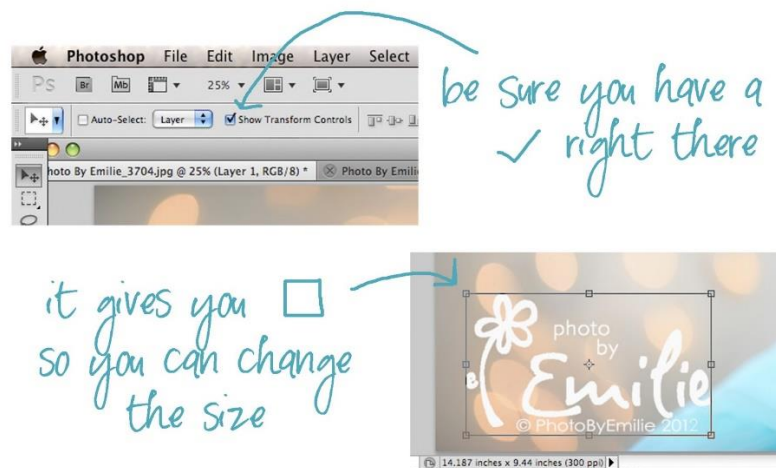 Photoshop File Edit Image Layer Select
Ps Br Mb 25%
Auto-Select: Layer Show Transform Controls
hoto By Emilie_3704.jpg @ 25% (Layer 1, RGB/8) * Photo By Emili
be sure you have a
✓ right there
it gives you □
so you can change
the size
photo
by
Emilie
© PhotoByEmilie 2012
14.187 inches x 9.44 inches (300 ppi)